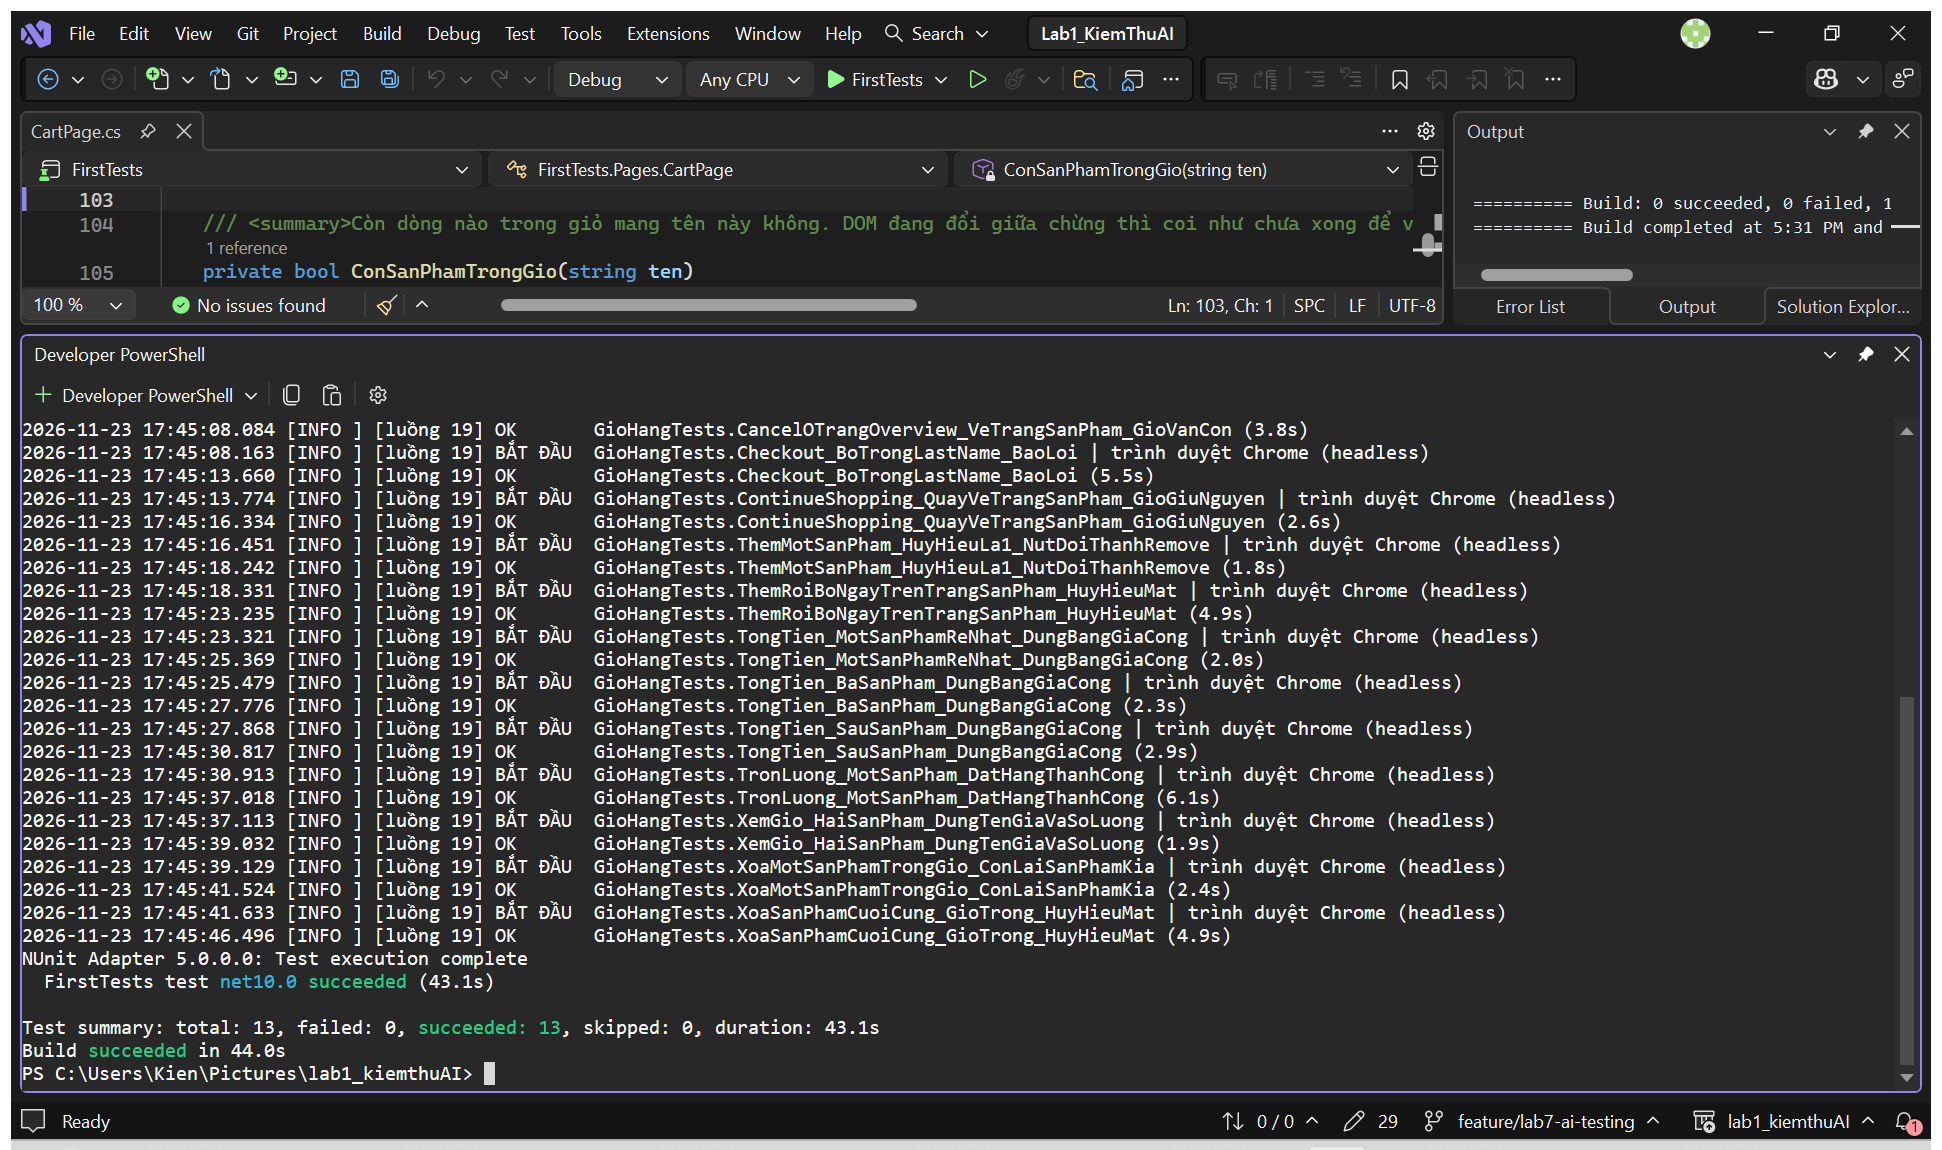 File Edit View Git Project Build Debug Test Tools Extensions Window Help Search Lab1_KiemThuAI
Debug Any CPU FirstTests
CartPage.cs
FirstTests FirstTests.Pages.CartPage ConSanPhamTrongGio(string ten)
103
104 /// <summary>Còn dòng nào trong giỏ mang tên này không. DOM đang đổi giữa chừng thì coi như chưa xong để v
1 reference
105 private bool ConSanPhamTrongGio(string ten)
100 % No issues found Ln: 103, Ch: 1 SPC LF UTF-8
Output
========== Build: 0 succeeded, 0 failed, 1
========== Build completed at 5:31 PM and
Error List Output Solution Explor...
Developer PowerShell
Developer PowerShell
2026-11-23 17:45:08.084 [INFO ] [luồng 19] OK       GioHangTests.CancelOTrangOverview_VeTrangSanPham_GioVanCon (3.8s)
2026-11-23 17:45:08.163 [INFO ] [luồng 19] BẮT ĐẦU  GioHangTests.Checkout_BoTrongLastName_BaoLoi | trình duyệt Chrome (headless)
2026-11-23 17:45:13.660 [INFO ] [luồng 19] OK       GioHangTests.Checkout_BoTrongLastName_BaoLoi (5.5s)
2026-11-23 17:45:13.774 [INFO ] [luồng 19] BẮT ĐẦU  GioHangTests.ContinueShopping_QuayVeTrangSanPham_GioGiuNguyen | trình duyệt Chrome (headless)
2026-11-23 17:45:16.334 [INFO ] [luồng 19] OK       GioHangTests.ContinueShopping_QuayVeTrangSanPham_GioGiuNguyen (2.6s)
2026-11-23 17:45:16.451 [INFO ] [luồng 19] BẮT ĐẦU  GioHangTests.ThemMotSanPham_HuyHieuLa1_NutDoiThanhRemove | trình duyệt Chrome (headless)
2026-11-23 17:45:18.242 [INFO ] [luồng 19] OK       GioHangTests.ThemMotSanPham_HuyHieuLa1_NutDoiThanhRemove (1.8s)
2026-11-23 17:45:18.331 [INFO ] [luồng 19] BẮT ĐẦU  GioHangTests.ThemRoiBoNgayTrenTrangSanPham_HuyHieuMat | trình duyệt Chrome (headless)
2026-11-23 17:45:23.235 [INFO ] [luồng 19] OK       GioHangTests.ThemRoiBoNgayTrenTrangSanPham_HuyHieuMat (4.9s)
2026-11-23 17:45:23.321 [INFO ] [luồng 19] BẮT ĐẦU  GioHangTests.TongTien_MotSanPhamReNhat_DungBangGiaCong | trình duyệt Chrome (headless)
2026-11-23 17:45:25.369 [INFO ] [luồng 19] OK       GioHangTests.TongTien_MotSanPhamReNhat_DungBangGiaCong (2.0s)
2026-11-23 17:45:25.479 [INFO ] [luồng 19] BẮT ĐẦU  GioHangTests.TongTien_BaSanPham_DungBangGiaCong | trình duyệt Chrome (headless)
2026-11-23 17:45:27.776 [INFO ] [luồng 19] OK       GioHangTests.TongTien_BaSanPham_DungBangGiaCong (2.3s)
2026-11-23 17:45:27.868 [INFO ] [luồng 19] BẮT ĐẦU  GioHangTests.TongTien_SauSanPham_DungBangGiaCong | trình duyệt Chrome (headless)
2026-11-23 17:45:30.817 [INFO ] [luồng 19] OK       GioHangTests.TongTien_SauSanPham_DungBangGiaCong (2.9s)
2026-11-23 17:45:30.913 [INFO ] [luồng 19] BẮT ĐẦU  GioHangTests.TronLuong_MotSanPham_DatHangThanhCong | trình duyệt Chrome (headless)
2026-11-23 17:45:37.018 [INFO ] [luồng 19] OK       GioHangTests.TronLuong_MotSanPham_DatHangThanhCong (6.1s)
2026-11-23 17:45:37.113 [INFO ] [luồng 19] BẮT ĐẦU  GioHangTests.XemGio_HaiSanPham_DungTenGiaVaSoLuong | trình duyệt Chrome (headless)
2026-11-23 17:45:39.032 [INFO ] [luồng 19] OK       GioHangTests.XemGio_HaiSanPham_DungTenGiaVaSoLuong (1.9s)
2026-11-23 17:45:39.129 [INFO ] [luồng 19] BẮT ĐẦU  GioHangTests.XoaMotSanPhamTrongGio_ConLaiSanPhamKia | trình duyệt Chrome (headless)
2026-11-23 17:45:41.524 [INFO ] [luồng 19] OK       GioHangTests.XoaMotSanPhamTrongGio_ConLaiSanPhamKia (2.4s)
2026-11-23 17:45:41.633 [INFO ] [luồng 19] BẮT ĐẦU  GioHangTests.XoaSanPhamCuoiCung_GioTrong_HuyHieuMat | trình duyệt Chrome (headless)
2026-11-23 17:45:46.496 [INFO ] [luồng 19] OK       GioHangTests.XoaSanPhamCuoiCung_GioTrong_HuyHieuMat (4.9s)
NUnit Adapter 5.0.0.0: Test execution complete
FirstTests test net10.0 succeeded (43.1s)
Test summary: total: 13, failed: 0, succeeded: 13, skipped: 0, duration: 43.1s
Build succeeded in 44.0s
PS C:\Users\Kien\Pictures\lab1_kiemthuAI>
Ready 0 / 0 29 feature/lab7-ai-testing lab1_kiemthuAI 1